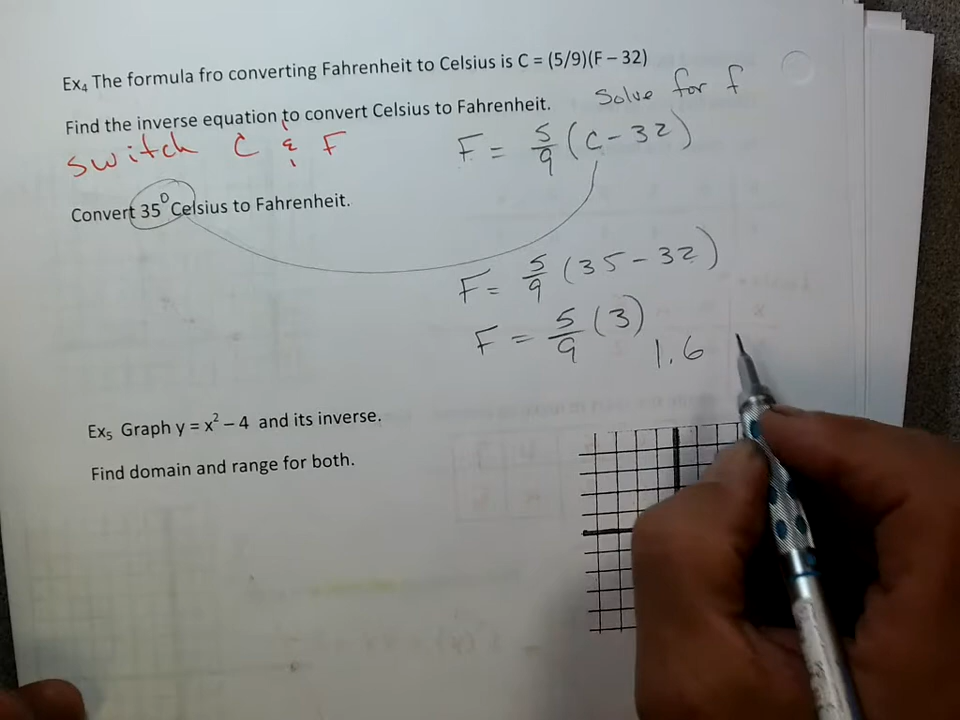 Ex₄ The formula fro converting Fahrenheit to Celsius is C = (5/9)(F – 32)
Find the inverse equation to convert Celsius to Fahrenheit. Solve for f
switch C & F
F = 5/9 (C - 32)
Convert 35° Celsius to Fahrenheit.
F = 5/9 (35 - 32)
F = 5/9 (3)
1.6
Ex₅ Graph y = x² – 4 and its inverse.
Find domain and range for both.